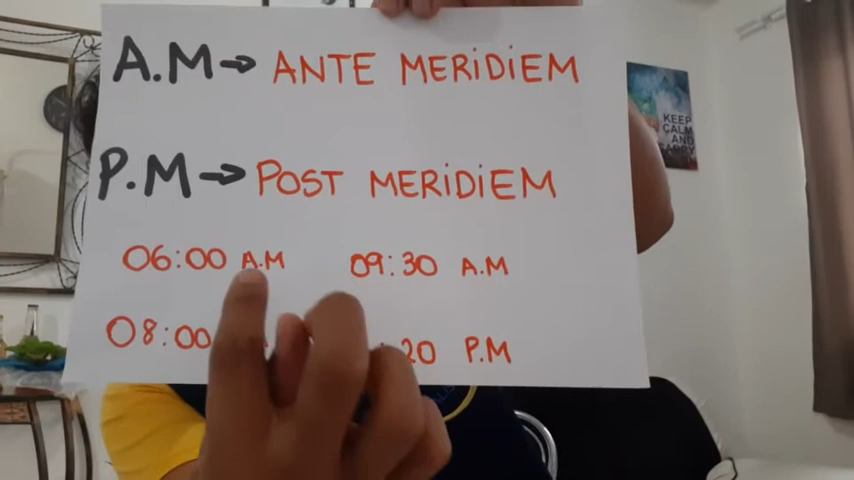 A.M → ANTE MERIDIEM
P.M → POST MERIDIEM
06:00 A.M 09:30 A.M
08:00 :20 P.M
KEEP
CALM
AND